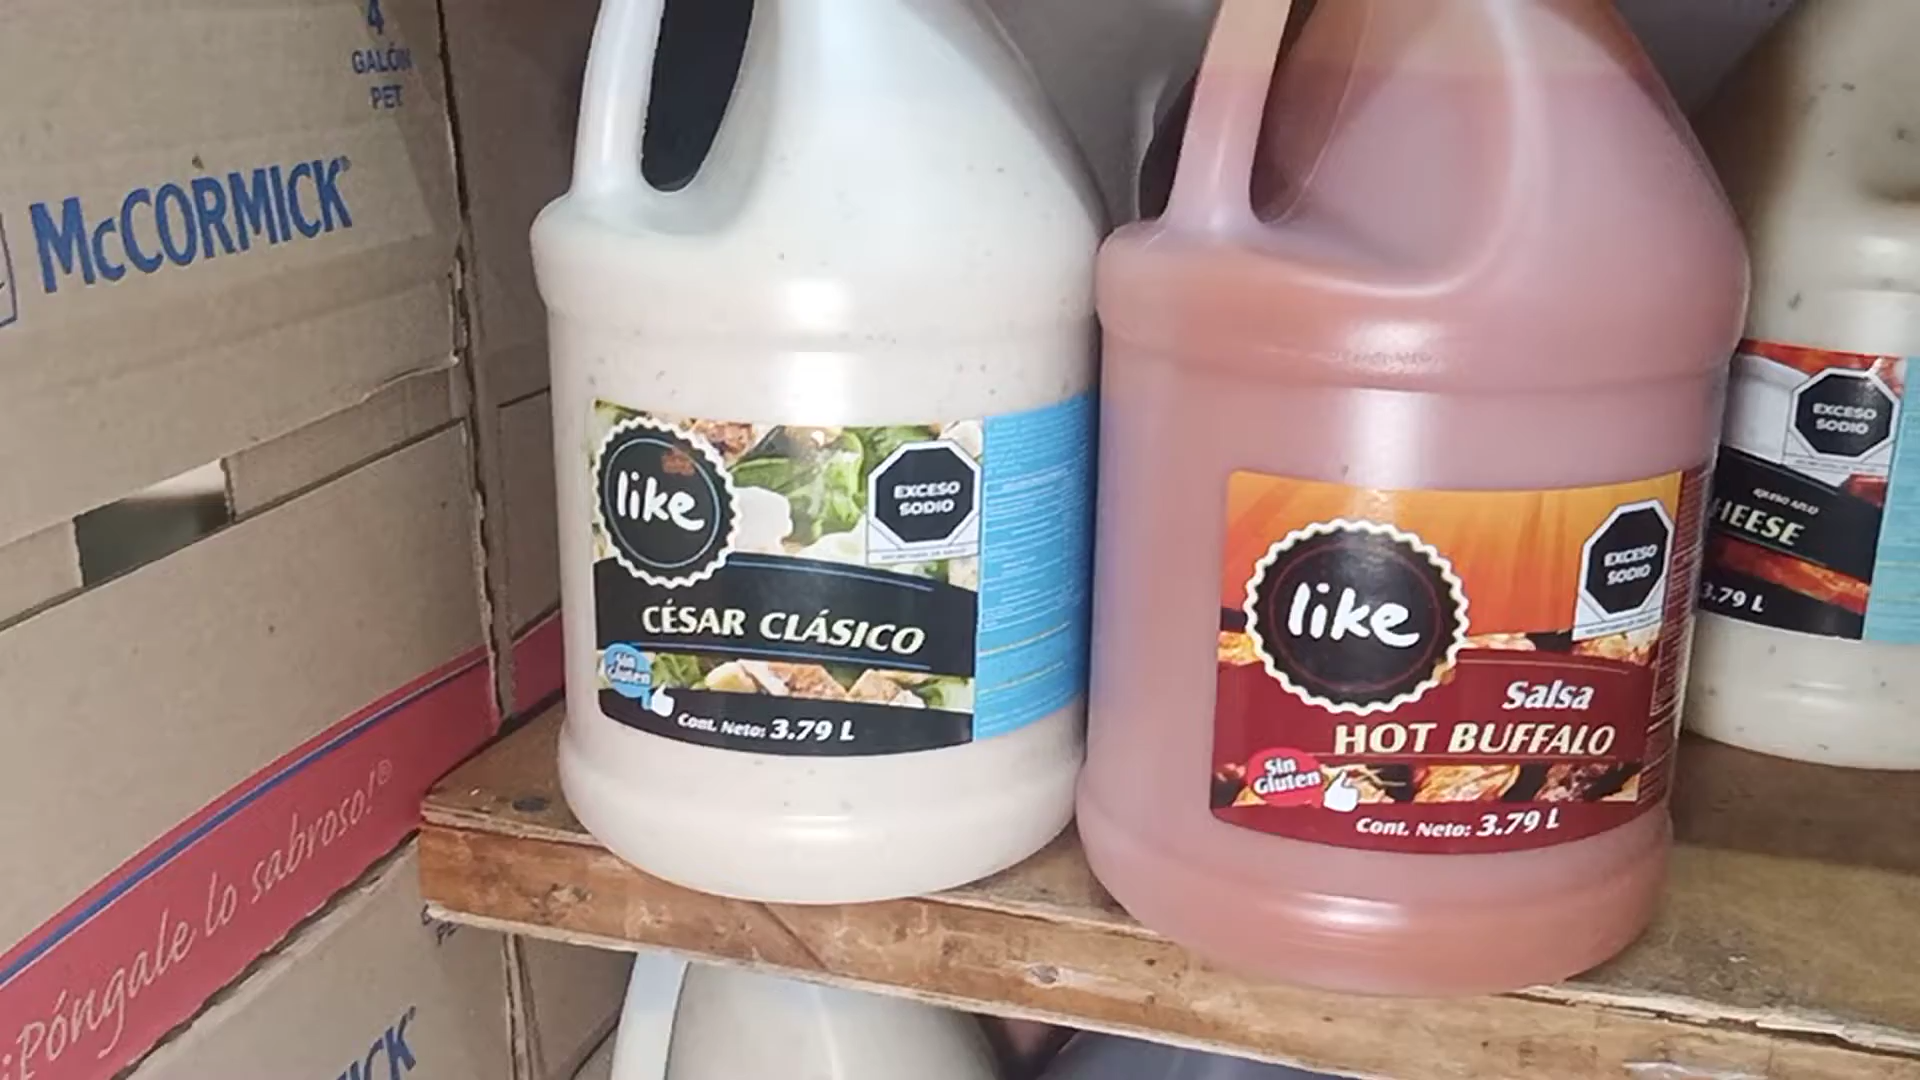 4
GALÓN
PET
McCORMICK®
¡Póngale lo sabroso!®
like
EXCESO
SODIO
CÉSAR CLÁSICO
Sin
Gluten
Cont. Neto: 3.79 L
like
EXCESO
SODIO
Salsa
HOT BUFFALO
Sin
Gluten
Cont. Neto: 3.79 L
EXCESO
SODIO
HEESE
3.79 L
ICK®